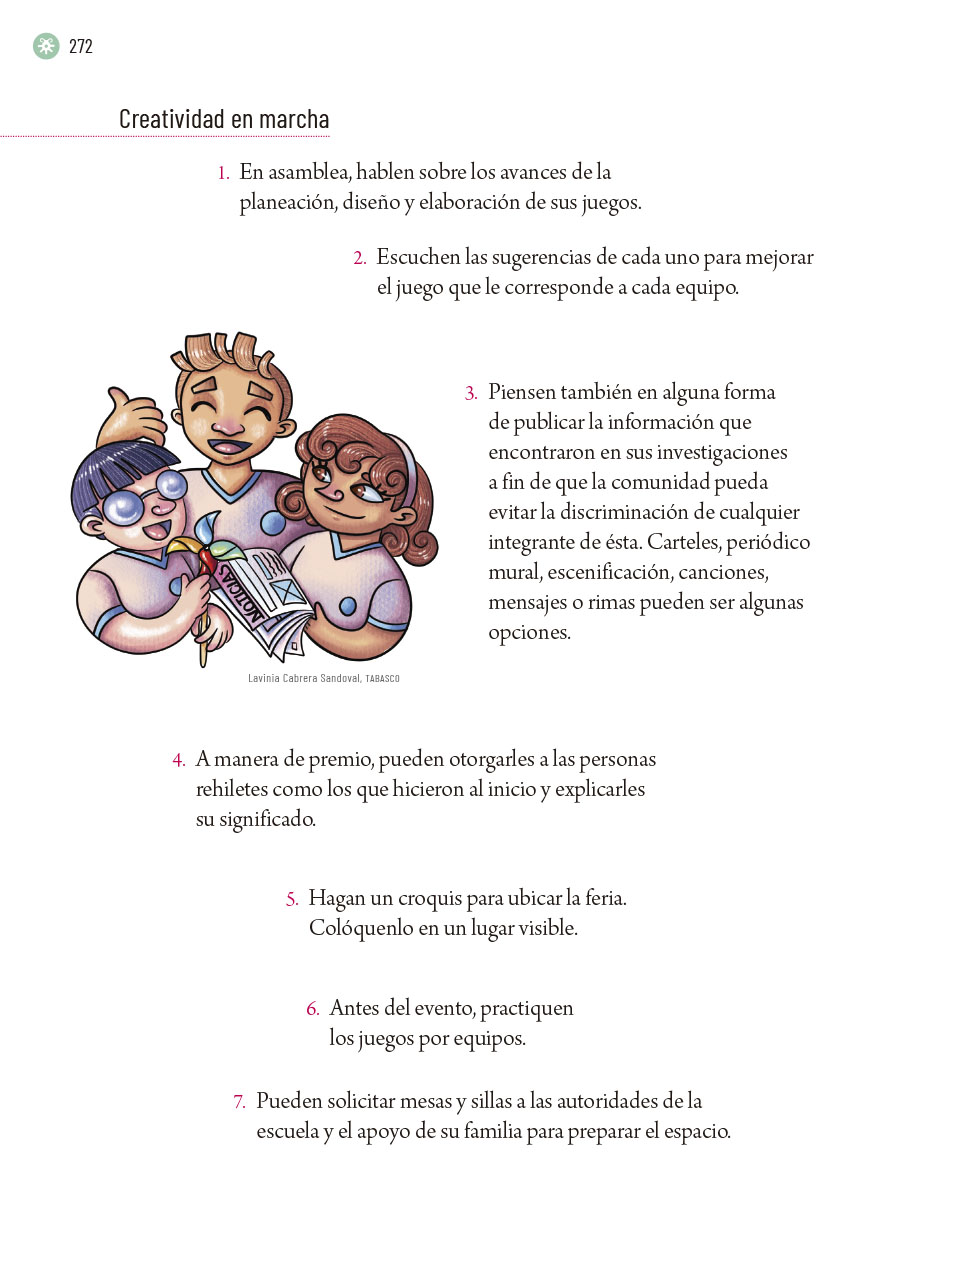 272
Creatividad en marcha
1. En asamblea, hablen sobre los avances de la
planeación, diseño y elaboración de sus juegos.
2. Escuchen las sugerencias de cada uno para mejorar
el juego que le corresponde a cada equipo.
3. Piensen también en alguna forma
de publicar la información que
encontraron en sus investigaciones
a fin de que la comunidad pueda
evitar la discriminación de cualquier
integrante de ésta. Carteles, periódico
mural, escenificación, canciones,
mensajes o rimas pueden ser algunas
opciones.
NOTICIAS
Lavinia Cabrera Sandoval, TABASCO
4. A manera de premio, pueden otorgarles a las personas
rehiletes como los que hicieron al inicio y explicarles
su significado.
5. Hagan un croquis para ubicar la feria.
Colóquenlo en un lugar visible.
6. Antes del evento, practiquen
los juegos por equipos.
7. Pueden solicitar mesas y sillas a las autoridades de la
escuela y el apoyo de su familia para preparar el espacio.